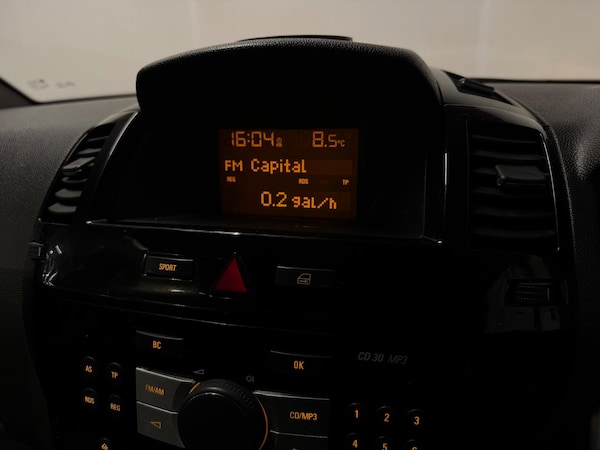 16:04 8.5°C
FM Capital
REG RDS TP
0.2 gal/h
SPORT
BC
OK
CD 30 MP3
AS TP
FM/AM
RDS REG
CD/MP3
1 2 3
4 5 6